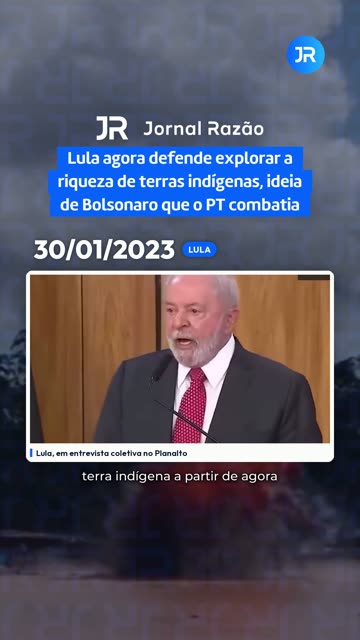 JR
JR Jornal Razão
Lula agora defende explorar a
riqueza de terras indígenas, ideia
de Bolsonaro que o PT combatia
30/01/2023 LULA
Lula, em entrevista coletiva no Planalto
terra indígena a partir de agora